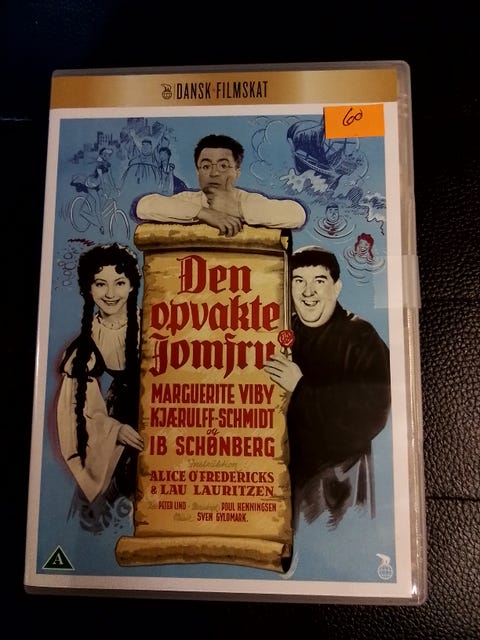 DANSK FILMSKAT
60
Den
opvakte
Jomfru
MARGUERITE VIBY
KJÆRULFF-SCHMIDT
og
IB SCHØNBERG
Instruktion
ALICE O'FREDERICKS
& LAU LAURITZEN
PETER LIND POUL HENNINGSEN
SVEN GYLDMARK.
A